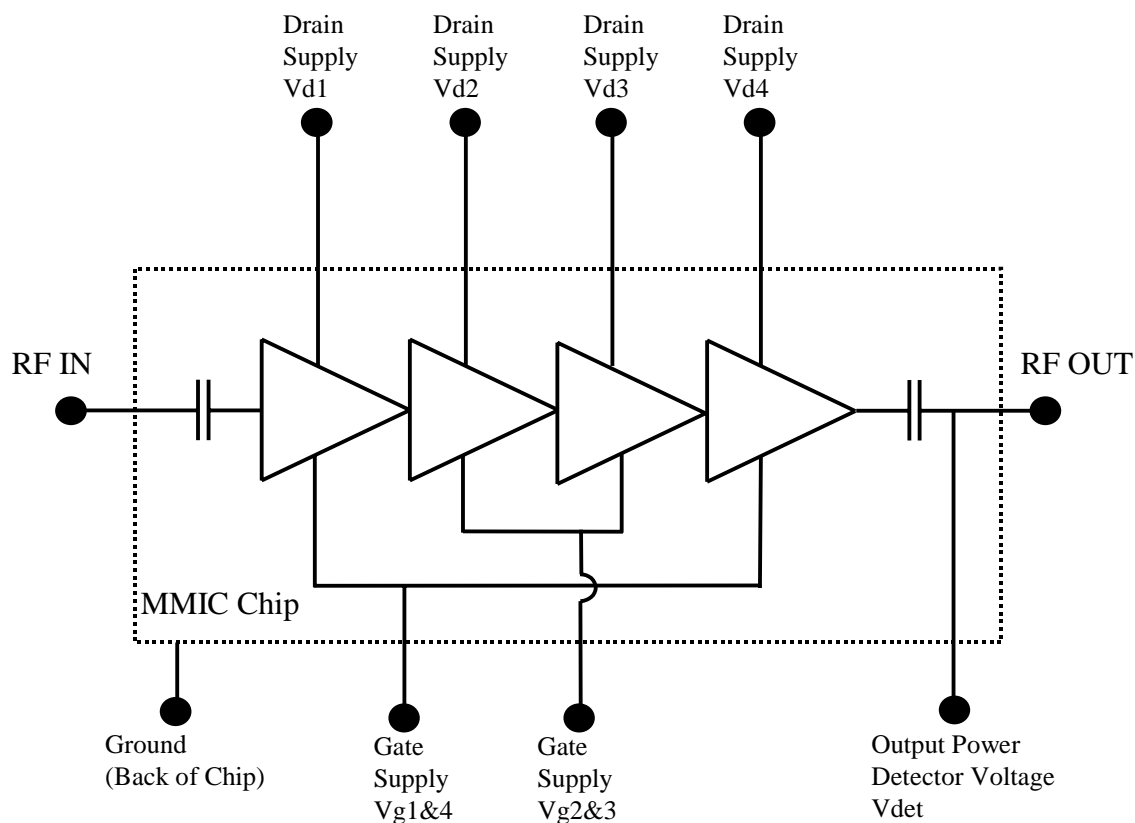 Drain
Supply
Vd1
Drain
Supply
Vd2
Drain
Supply
Vd3
Drain
Supply
Vd4
RF IN
RF OUT
MMIC Chip
Ground
(Back of Chip)
Gate
Supply
Vg1&4
Gate
Supply
Vg2&3
Output Power
Detector Voltage
Vdet